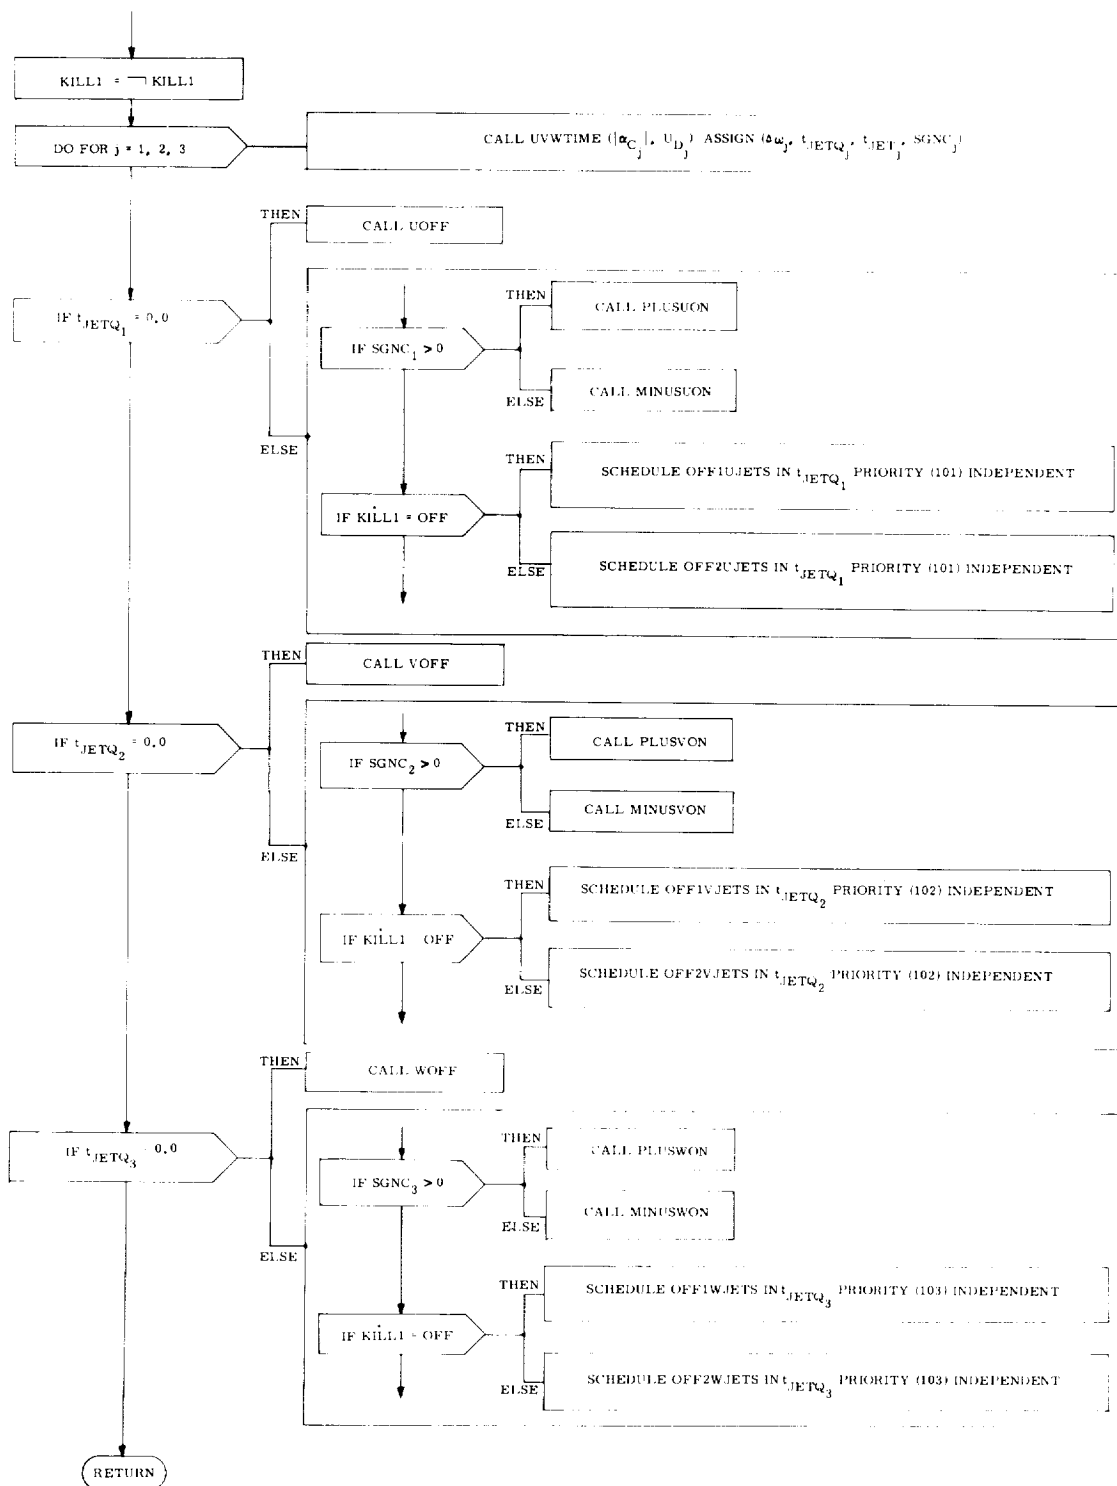 KILL1 = ¬ KILL1
DO FOR j = 1, 2, 3
CALL UVWTIME (|α_Cj|, U_Dj) ASSIGN (Δω_j, t_JETQj, t_JETj, SGNC_j)
THEN
CALL UOFF
IF t_JETQ1 = 0.0
ELSE
IF SGNC_1 > 0
THEN
CALL PLUSUON
ELSE
CALL MINUSUON
IF KILL1 = OFF
THEN
SCHEDULE OFF1UJETS IN t_JETQ1 PRIORITY (101) INDEPENDENT
ELSE
SCHEDULE OFF2UJETS IN t_JETQ1 PRIORITY (101) INDEPENDENT
THEN
CALL VOFF
IF t_JETQ2 = 0.0
ELSE
IF SGNC_2 > 0
THEN
CALL PLUSVON
ELSE
CALL MINUSVON
IF KILL1 = OFF
THEN
SCHEDULE OFF1VJETS IN t_JETQ2 PRIORITY (102) INDEPENDENT
ELSE
SCHEDULE OFF2VJETS IN t_JETQ2 PRIORITY (102) INDEPENDENT
THEN
CALL WOFF
IF t_JETQ3 = 0.0
ELSE
IF SGNC_3 > 0
THEN
CALL PLUSWON
ELSE
CALL MINUSWON
IF KILL1 = OFF
THEN
SCHEDULE OFF1WJETS IN t_JETQ3 PRIORITY (103) INDEPENDENT
ELSE
SCHEDULE OFF2WJETS IN t_JETQ3 PRIORITY (103) INDEPENDENT
RETURN